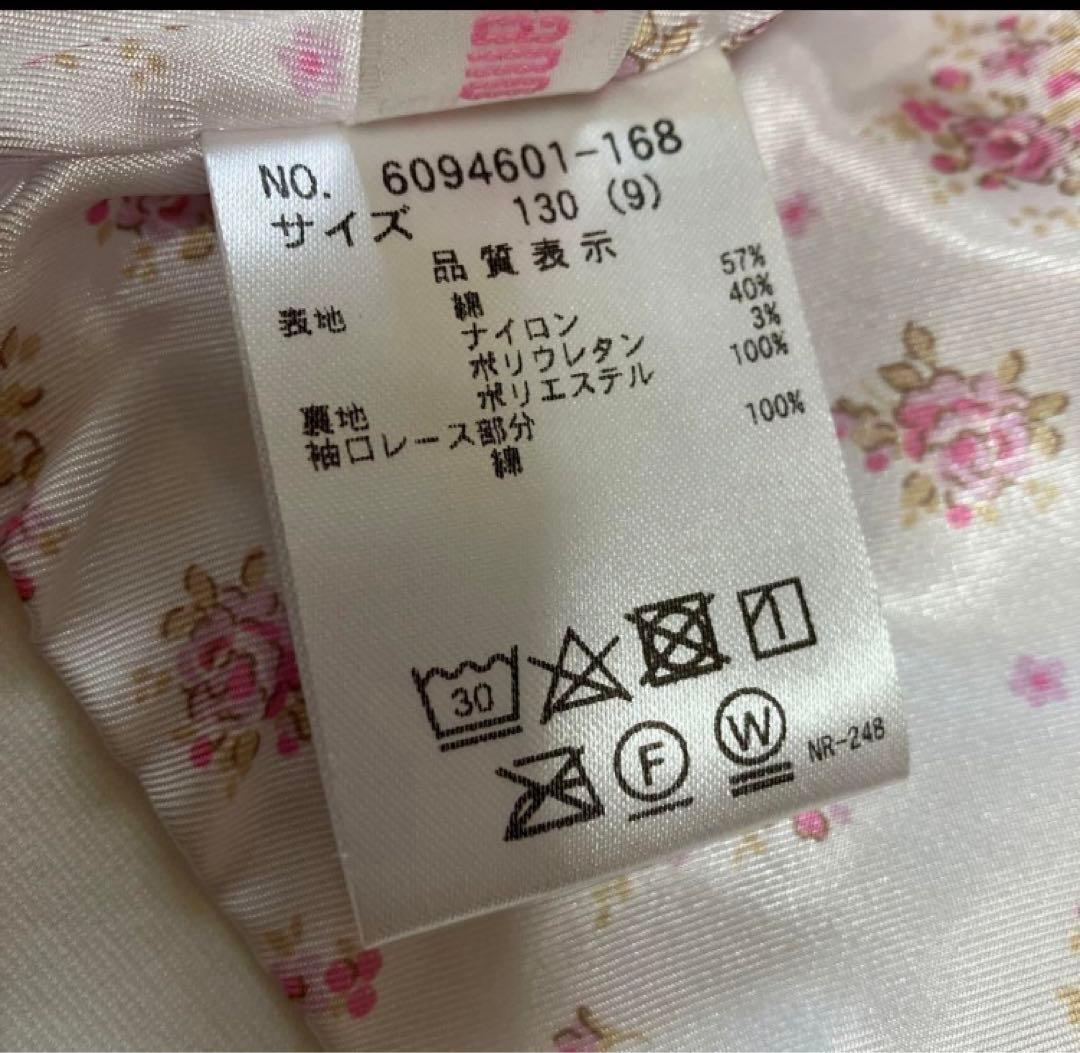 NO. 6094601-168
サイズ 130 (9)
品質表示
表地 綿 57%
ナイロン 40%
ポリウレタン 3%
裏地 ポリエステル 100%
袖口レース部分
綿 100%
30
F
W
NR-248